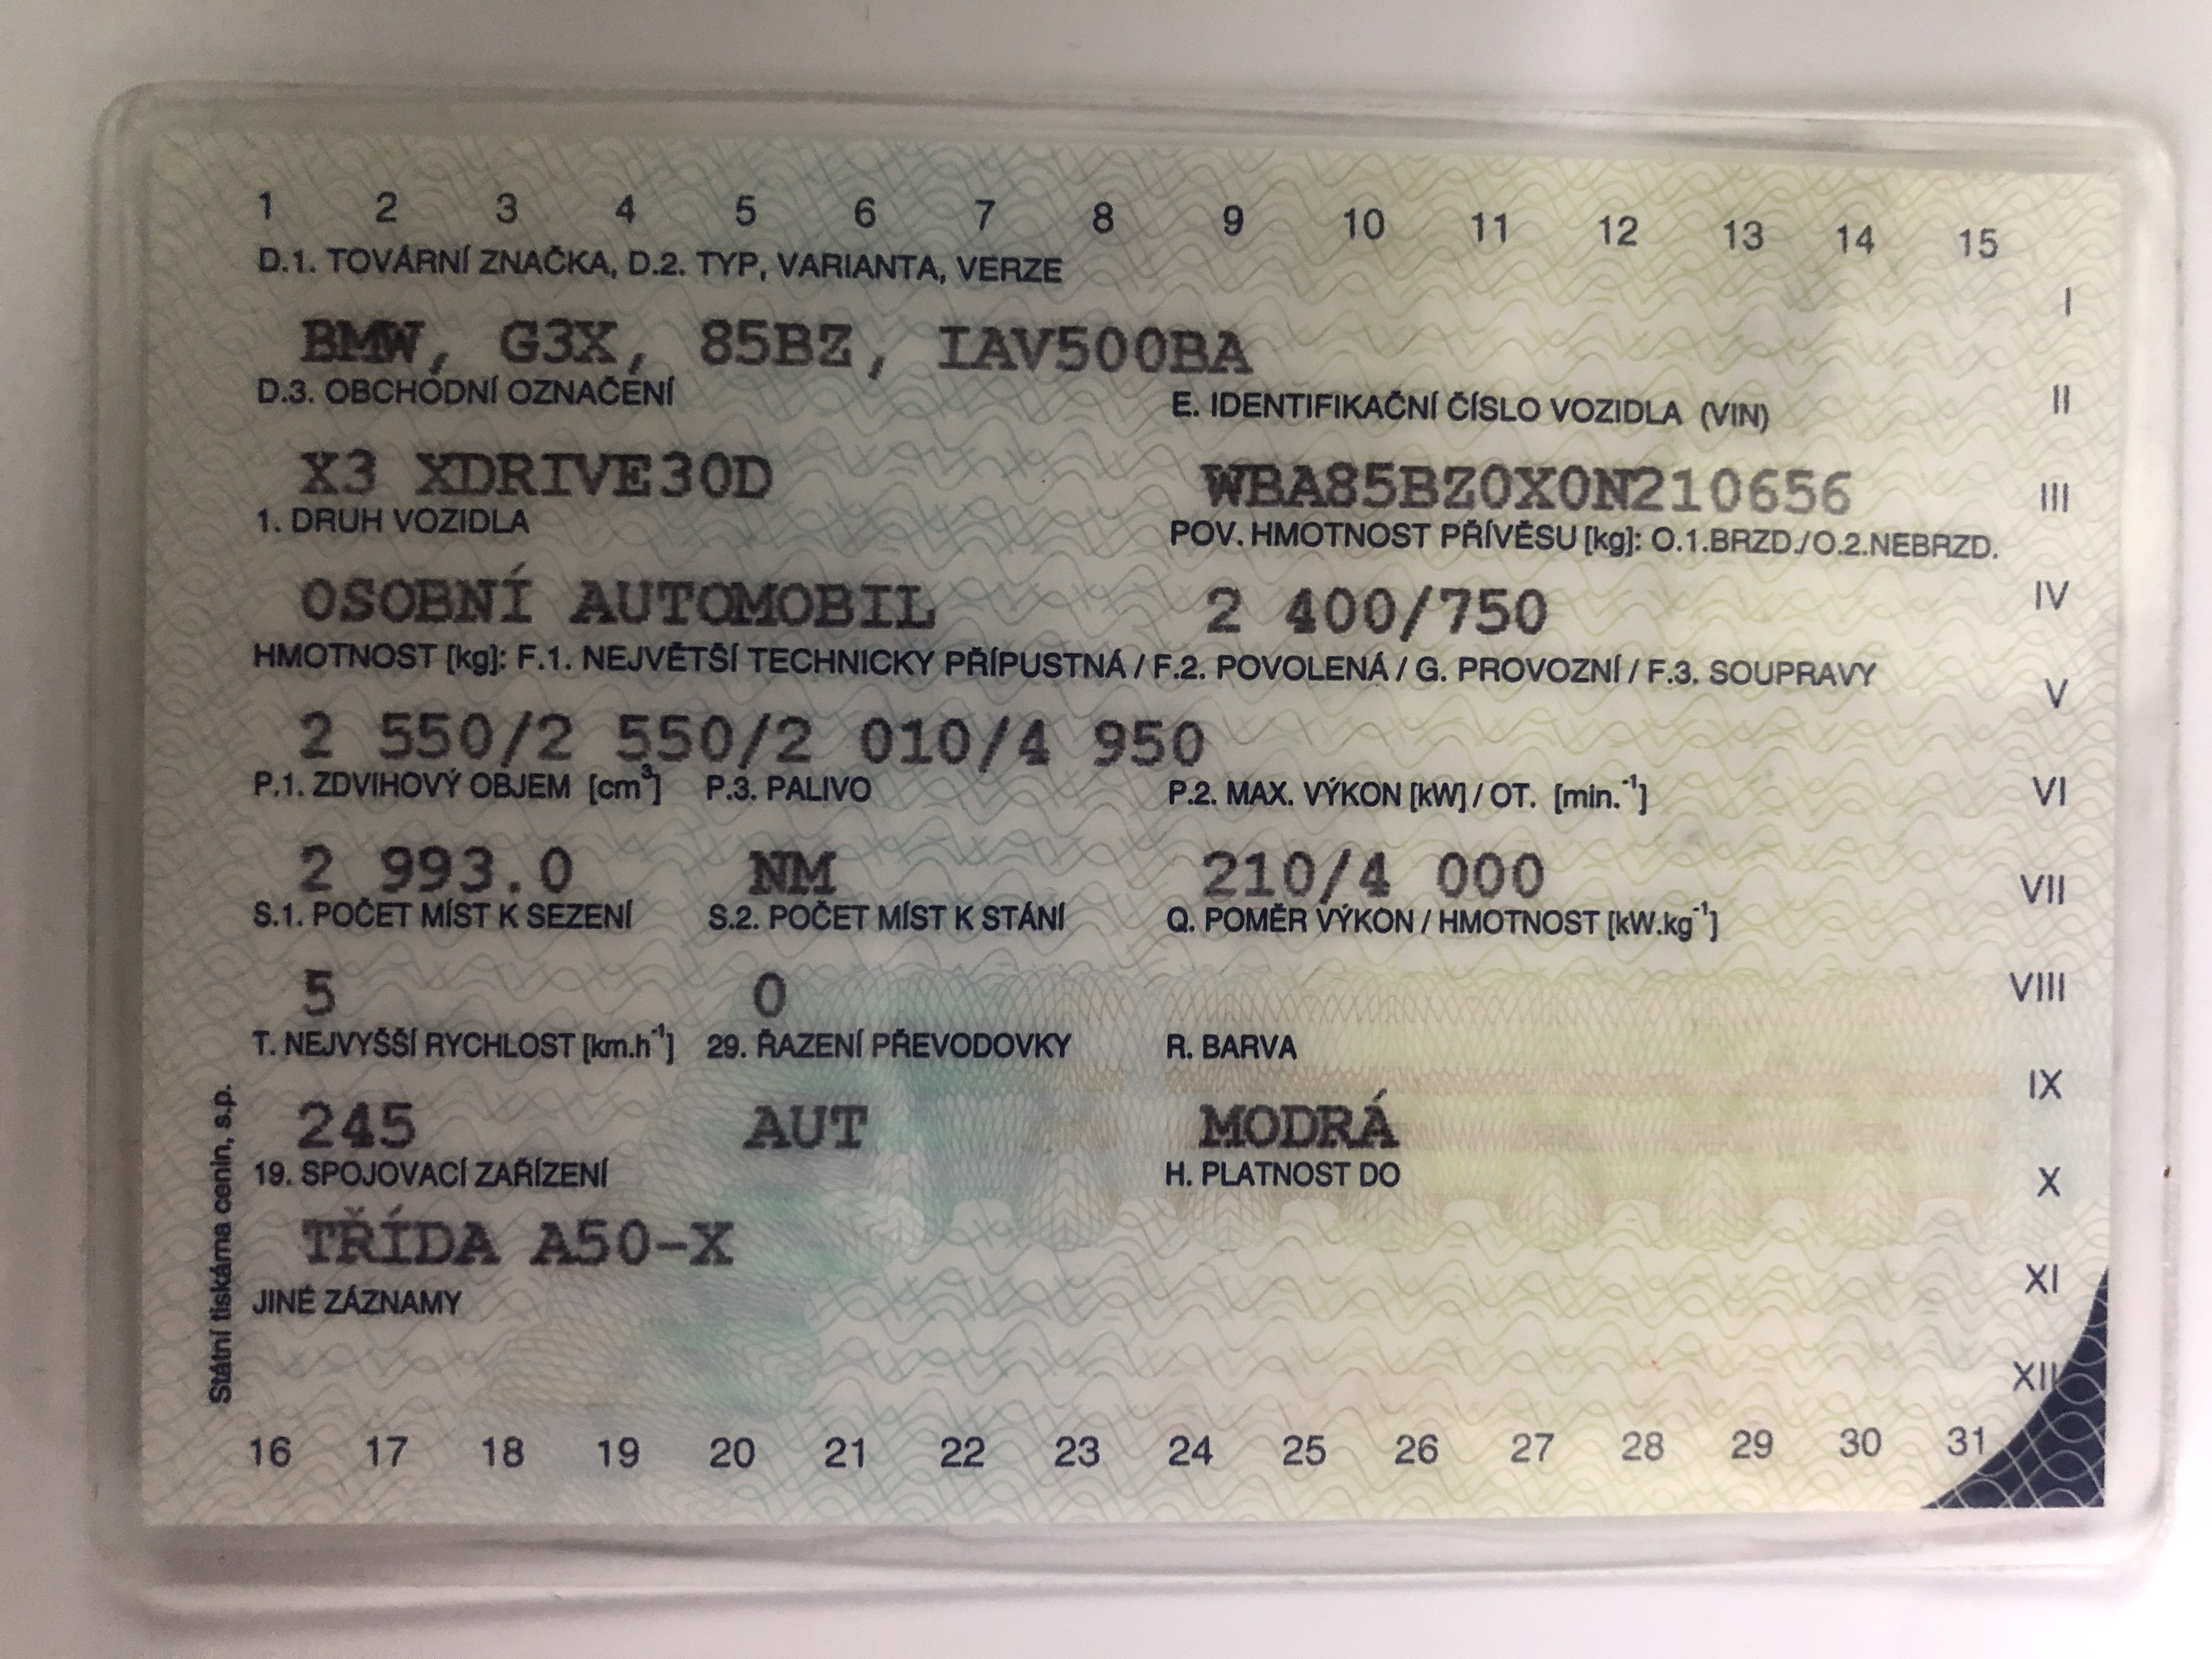 1 2 3 4 5 6 7 8 9 10 11 12 13 14 15
D.1. TOVÁRNÍ ZNAČKA, D.2. TYP, VARIANTA, VERZE
I
BMW, G3X, 85BZ, IAV500BA
D.3. OBCHODNÍ OZNAČENÍ E. IDENTIFIKAČNÍ ČÍSLO VOZIDLA (VIN) II
X3 XDRIVE30D WBA85BZ0X0N210656 III
1. DRUH VOZIDLA POV. HMOTNOST PŘÍVĚSU [kg]: O.1.BRZD./O.2.NEBRZD.
OSOBNÍ AUTOMOBIL 2 400/750 IV
HMOTNOST [kg]: F.1. NEJVĚTŠÍ TECHNICKY PŘÍPUSTNÁ / F.2. POVOLENÁ / G. PROVOZNÍ / F.3. SOUPRAVY V
2 550/2 550/2 010/4 950
P.1. ZDVIHOVÝ OBJEM [cm³] P.3. PALIVO P.2. MAX. VÝKON [kW] / OT. [min.⁻¹] VI
2 993.0 NM 210/4 000 VII
S.1. POČET MÍST K SEZENÍ S.2. POČET MÍST K STÁNÍ Q. POMĚR VÝKON / HMOTNOST [kW.kg⁻¹]
5 0 VIII
T. NEJVYŠŠÍ RYCHLOST [km.h⁻¹] 29. ŘAZENÍ PŘEVODOVKY R. BARVA IX
245 AUT MODRÁ
19. SPOJOVACÍ ZAŘÍZENÍ H. PLATNOST DO X
TŘÍDA A50-X XI
JINÉ ZÁZNAMY
XII
Státní tiskárna cenin, s.p.
16 17 18 19 20 21 22 23 24 25 26 27 28 29 30 31